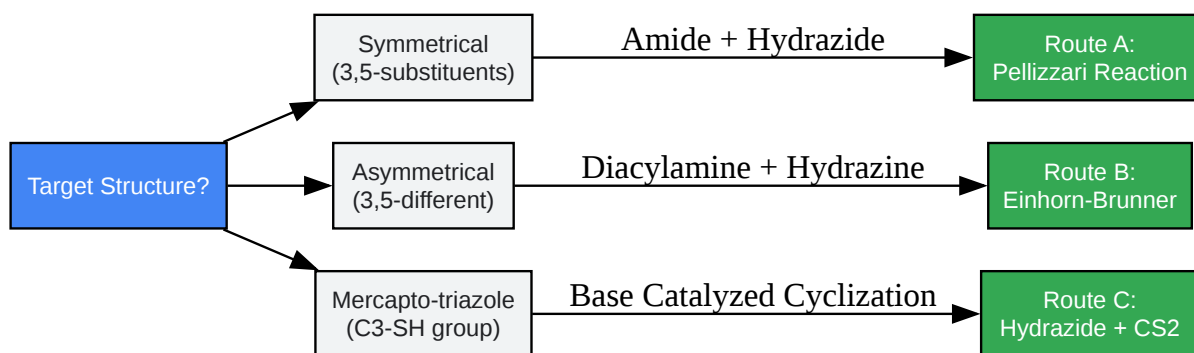 Symmetrical
(3,5-substituents)
Amide + Hydrazide
Route A:
Pellizzari Reaction
Target Structure?
Asymmetrical
(3,5-different)
Diacylamine + Hydrazine
Route B:
Einhorn-Brunner
Mercapto-triazole
(C3-SH group)
Base Catalyzed Cyclization
Route C:
Hydrazide + CS2